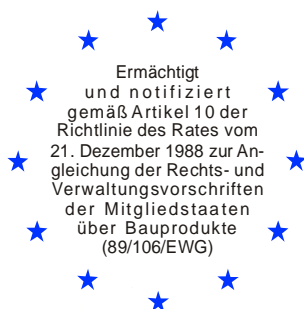 Ermächtigt
und notifiziert
gemäß Artikel 10 der
Richtlinie des Rates vom
21. Dezember 1988 zur An-
gleichung der Rechts- und
Verwaltungsvorschriften
der Mitgliedstaaten
über Bauprodukte
(89/106/EWG)